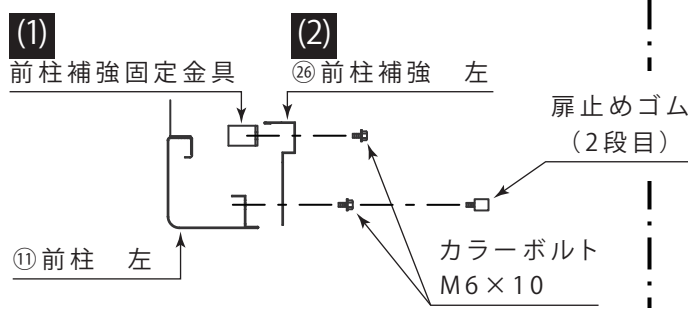 (1)
前柱補強固定金具
(2)
㉖前柱補強　左
扉止めゴム
（2段目）
⑪前柱　左
カラーボルト
M6×10